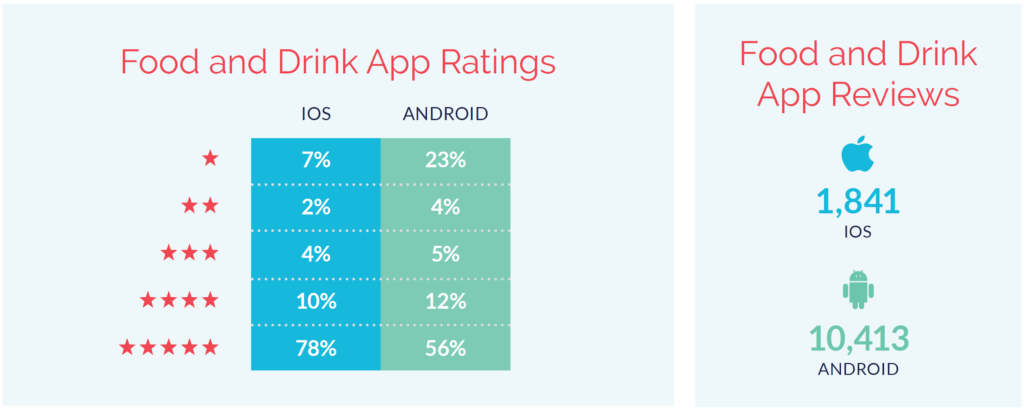 Food and Drink App Ratings
IOS ANDROID
7% 23%
2% 4%
4% 5%
10% 12%
78% 56%
Food and Drink
App Reviews
1,841
IOS
10,413
ANDROID